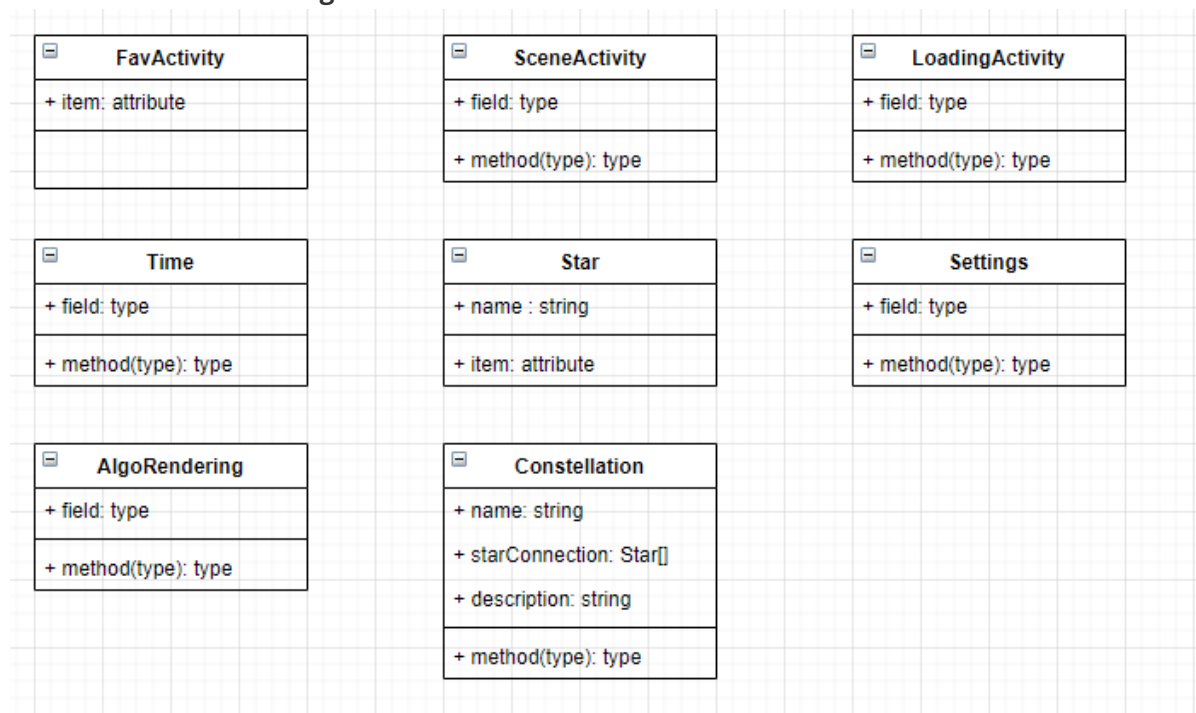 g
FavActivity
+ item: attribute
SceneActivity
+ field: type
+ method(type): type
LoadingActivity
+ field: type
+ method(type): type
Time
+ field: type
+ method(type): type
Star
+ name : string
+ item: attribute
Settings
+ field: type
+ method(type): type
AlgoRendering
+ field: type
+ method(type): type
Constellation
+ name: string
+ starConnection: Star[]
+ description: string
+ method(type): type